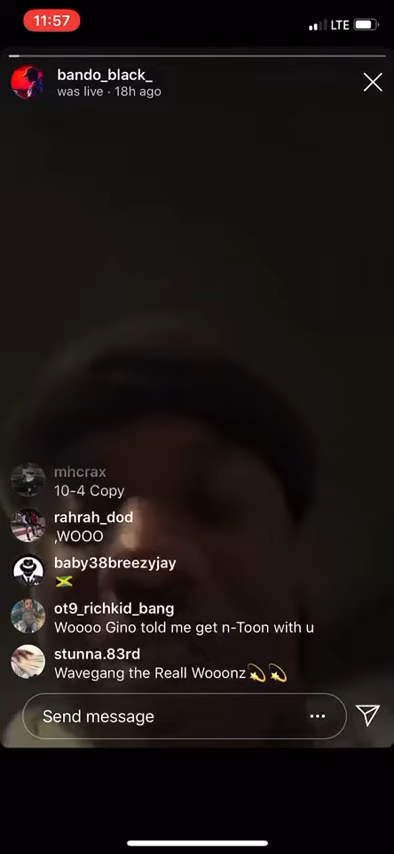 11:57
LTE
bando_black_
was live · 18h ago
mhcrax
10-4 Copy
rahrah_dod
,WOOO
baby38breezyjay
ot9_richkid_bang
Woooo Gino told me get n-Toon with u
stunna.83rd
Wavegang the Reall Wooonz💫💫
Send message